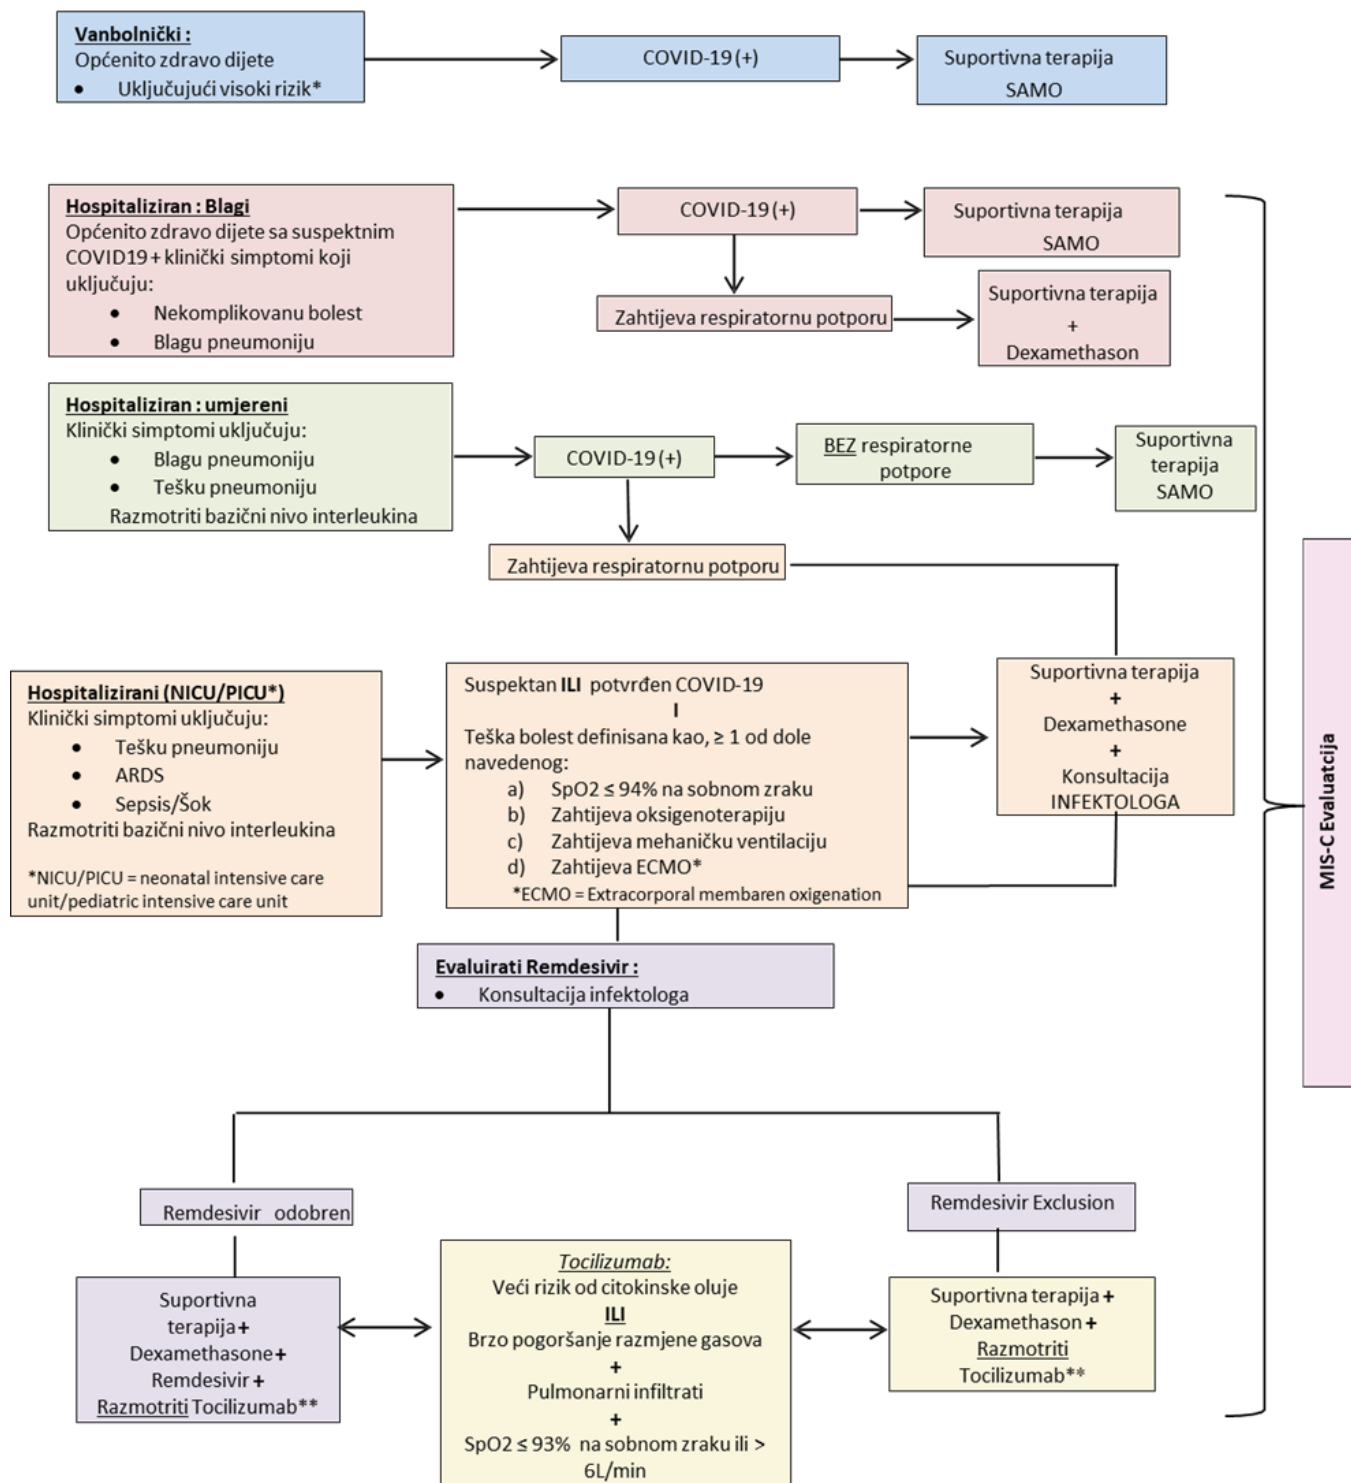 Vanbolnički :
Općenito zdravo dijete
• Uključujući visoki rizik*
COVID-19 (+)
Suportivna terapija
SAMO
Hospitaliziran : Blagi
Općenito zdravo dijete sa suspektnim
COVID19 + klinički simptomi koji
uključuju:
• Nekomplikovanu bolest
• Blagu pneumoniju
COVID-19 (+)
Suportivna terapija
SAMO
Zahtijeva respiratornu potporu
Suportivna terapija
+
Dexamethason
Hospitaliziran : umjereni
Klinički simptomi uključuju:
• Blagu pneumoniju
• Tešku pneumoniju
Razmotriti bazični nivo interleukina
COVID-19 (+)
BEZ respiratorne
potpore
Suportivna
terapija
SAMO
Zahtijeva respiratornu potporu
Hospitalizirani (NICU/PICU*)
Klinički simptomi uključuju:
• Tešku pneumoniju
• ARDS
• Sepsis/Šok
Razmotriti bazični nivo interleukina
*NICU/PICU = neonatal intensive care
unit/pediatric intensive care unit
Suspektan ILI potvrđen COVID-19
I
Teška bolest definisana kao, ≥ 1 od dole
navedenog:
a) SpO2 ≤ 94% na sobnom zraku
b) Zahtijeva oksigenoterapiju
c) Zahtijeva mehaničku ventilaciju
d) Zahtijeva ECMO*
*ECMO = Extracorporal membaren oxigenation
Suportivna terapija
+
Dexamethasone
+
Konsultacija
INFEKTOLOGA
MIS-C Evaluatcija
Evaluirati Remdesivir :
• Konsultacija infektologa
Remdesivir odobren
Remdesivir Exclusion
Suportivna
terapija +
Dexamethasone +
Remdesivir +
Razmotriti Tocilizumab**
Tocilizumab:
Veći rizik od citokinske oluje
ILI
Brzo pogoršanje razmjene gasova
+
Pulmonarni infiltrati
+
SpO2 ≤ 93% na sobnom zraku ili >
6L/min
Suportivna terapija +
Dexamethason +
Razmotriti
Tocilizumab**